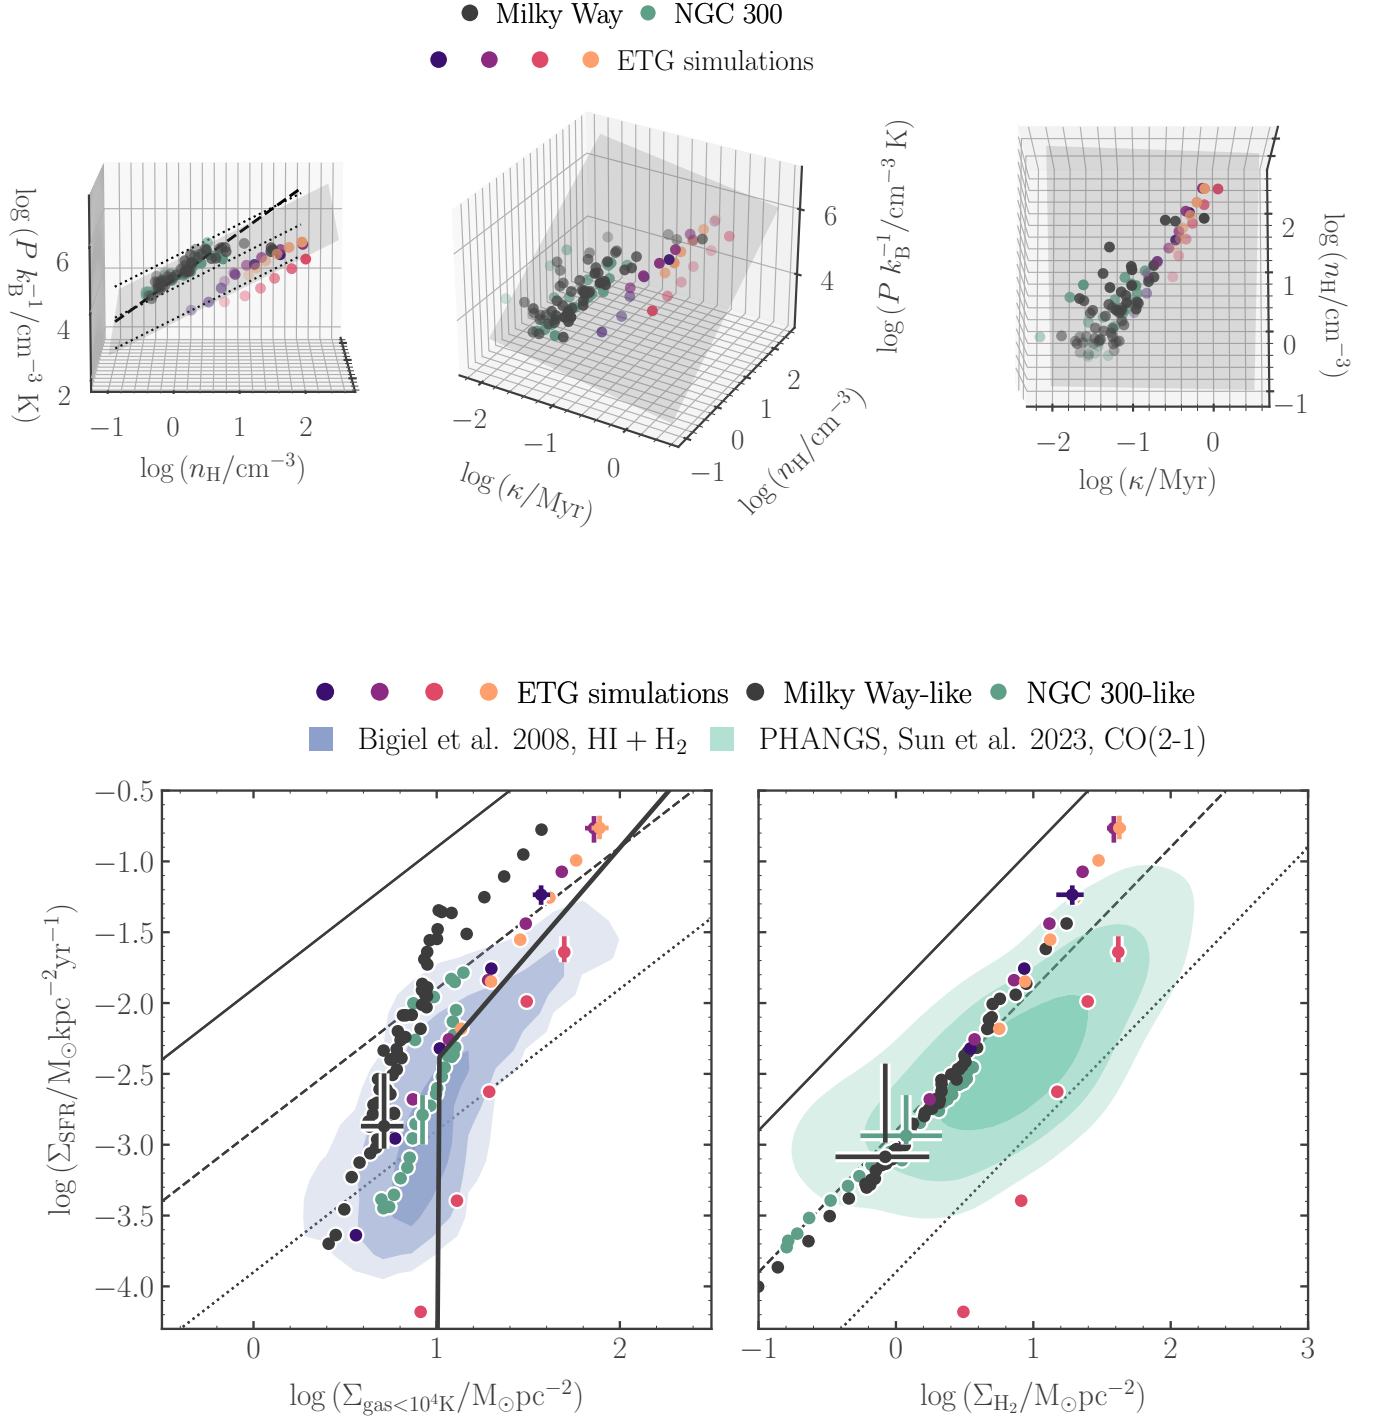 Milky Way NGC 300
ETG simulations
log (P k_B^−1/cm^−3 K)
6
4
2
−1 0 1 2
log (n_H/cm^−3)
−2 −1 0
log (κ/Myr)
−1 0 1 2
log (n_H/cm^−3)
6
4
log (P k_B^−1/cm^−3 K)
2
1
0
−1
log (n_H/cm^−3)
−2 −1 0
log (κ/Myr)
ETG simulations Milky Way-like NGC 300-like
Bigiel et al. 2008, HI + H₂ PHANGS, Sun et al. 2023, CO(2-1)
log (Σ_SFR/M_⊙kpc^−2yr^−1)
−0.5
−1.0
−1.5
−2.0
−2.5
−3.0
−3.5
−4.0
0 1 2
log (Σ_gas<10⁴K/M_⊙pc^−2)
−1 0 1 2 3
log (Σ_H₂/M_⊙pc^−2)